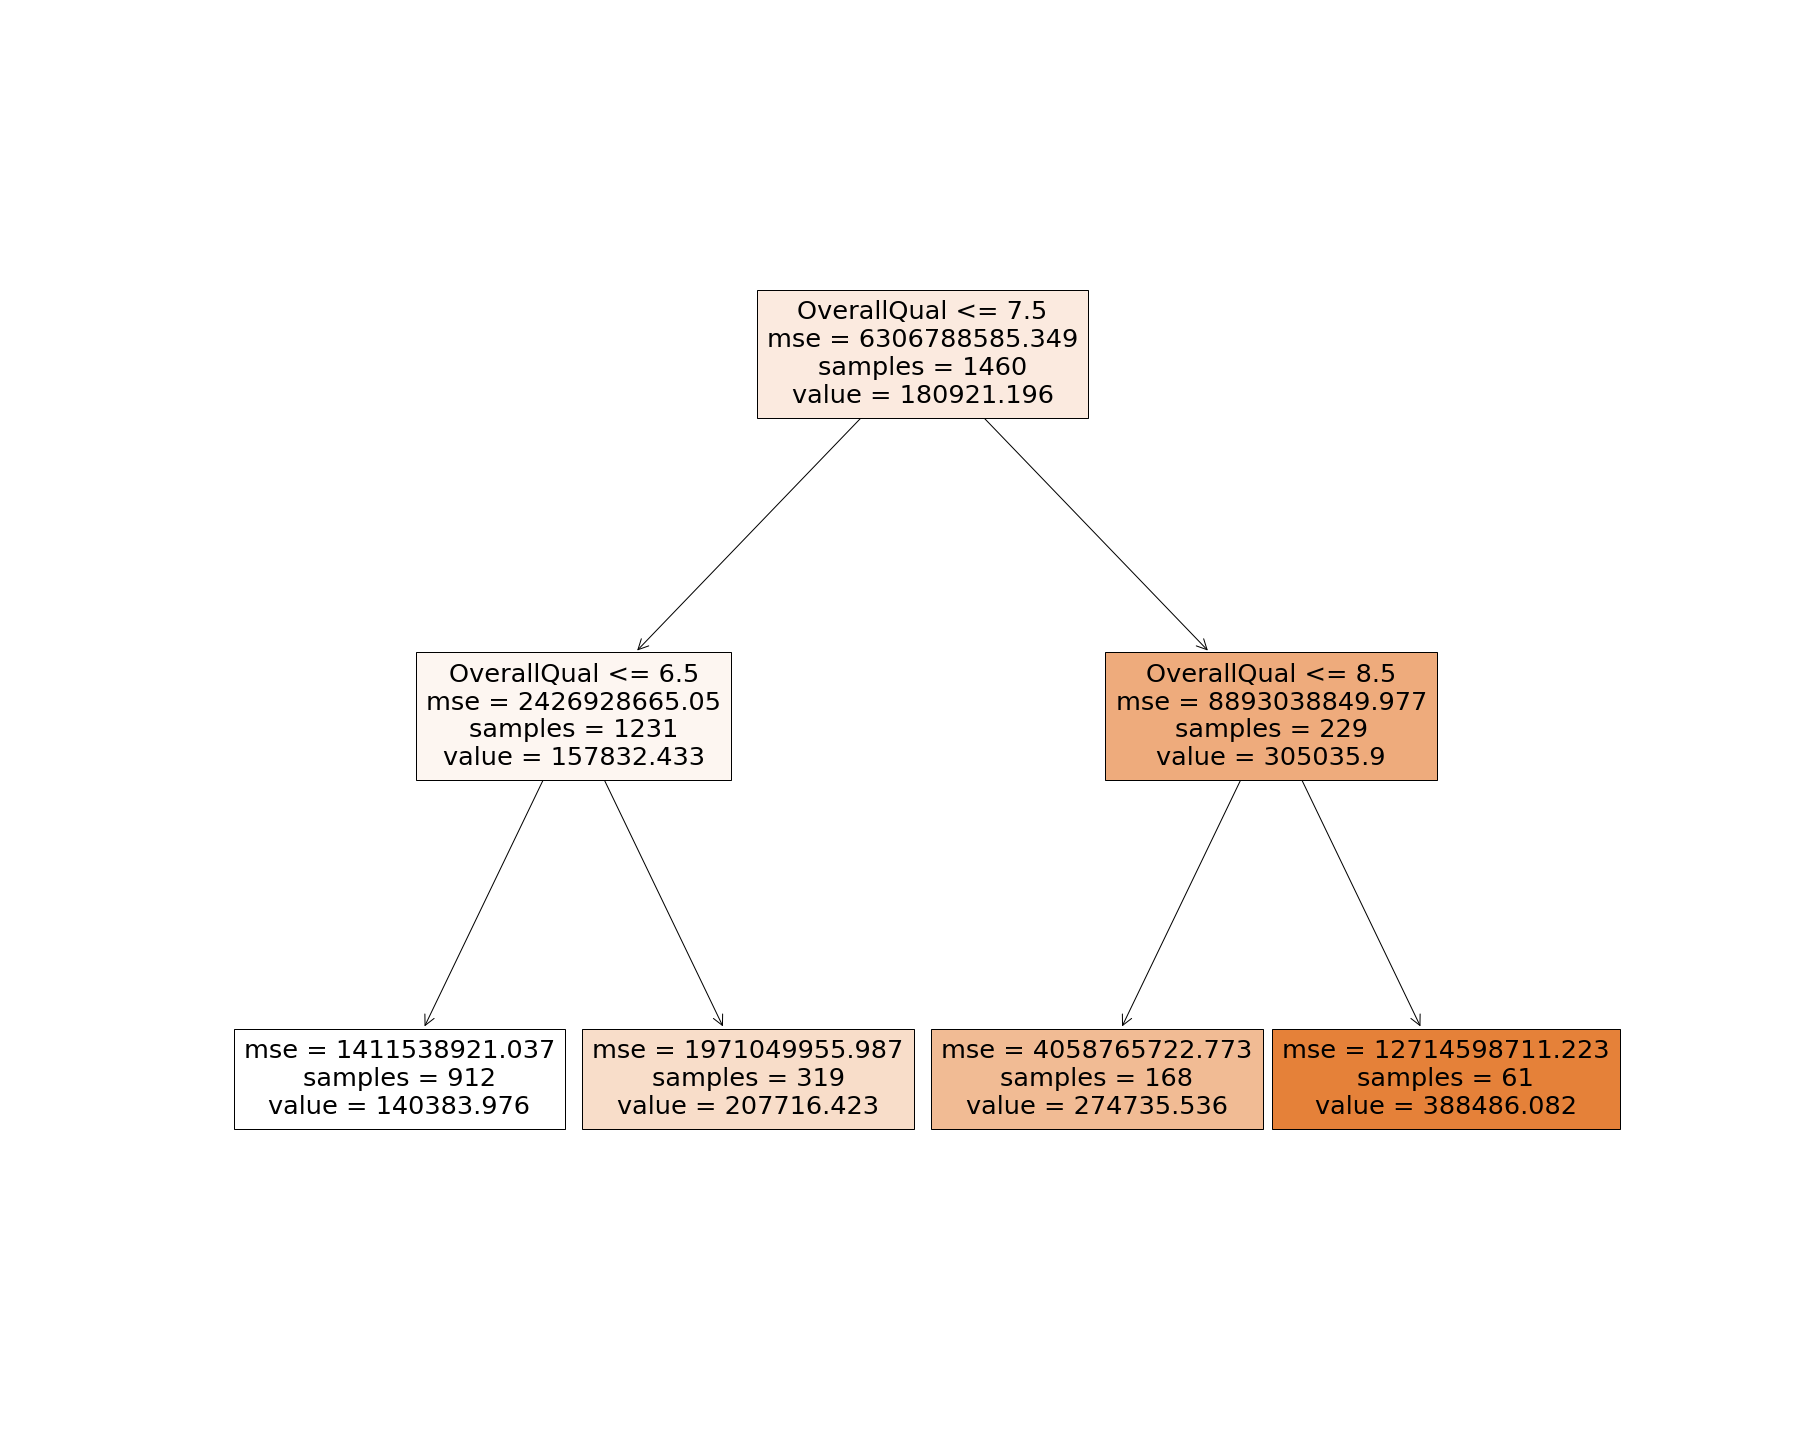 OverallQual <= 7.5
mse = 6306788585.349
samples = 1460
value = 180921.196
OverallQual <= 6.5
mse = 2426928665.05
samples = 1231
value = 157832.433
OverallQual <= 8.5
mse = 8893038849.977
samples = 229
value = 305035.9
mse = 1411538921.037
samples = 912
value = 140383.976
mse = 1971049955.987
samples = 319
value = 207716.423
mse = 4058765722.773
samples = 168
value = 274735.536
mse = 12714598711.223
samples = 61
value = 388486.082